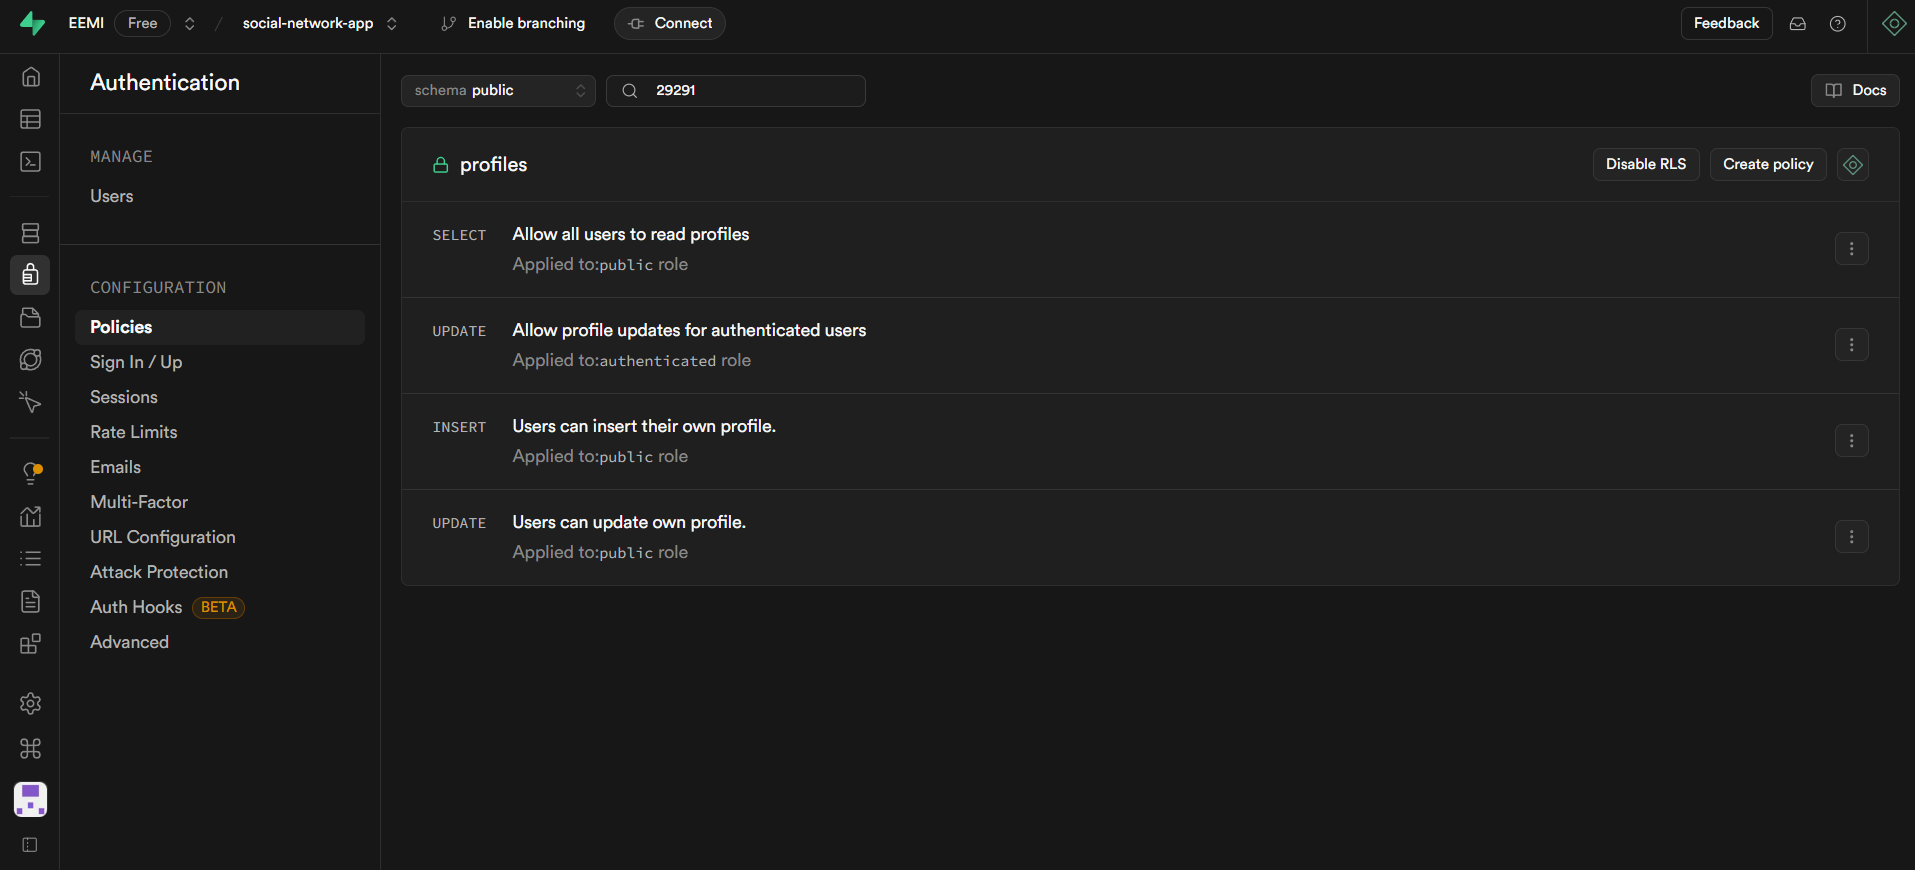 EEMI Free / social-network-app Enable branching Connect Feedback
Authentication
MANAGE
Users
CONFIGURATION
Policies
Sign In / Up
Sessions
Rate Limits
Emails
Multi-Factor
URL Configuration
Attack Protection
Auth Hooks BETA
Advanced
schema public 29291 Docs
profiles Disable RLS Create policy
SELECT Allow all users to read profiles
Applied to:public role
UPDATE Allow profile updates for authenticated users
Applied to:authenticated role
INSERT Users can insert their own profile.
Applied to:public role
UPDATE Users can update own profile.
Applied to:public role